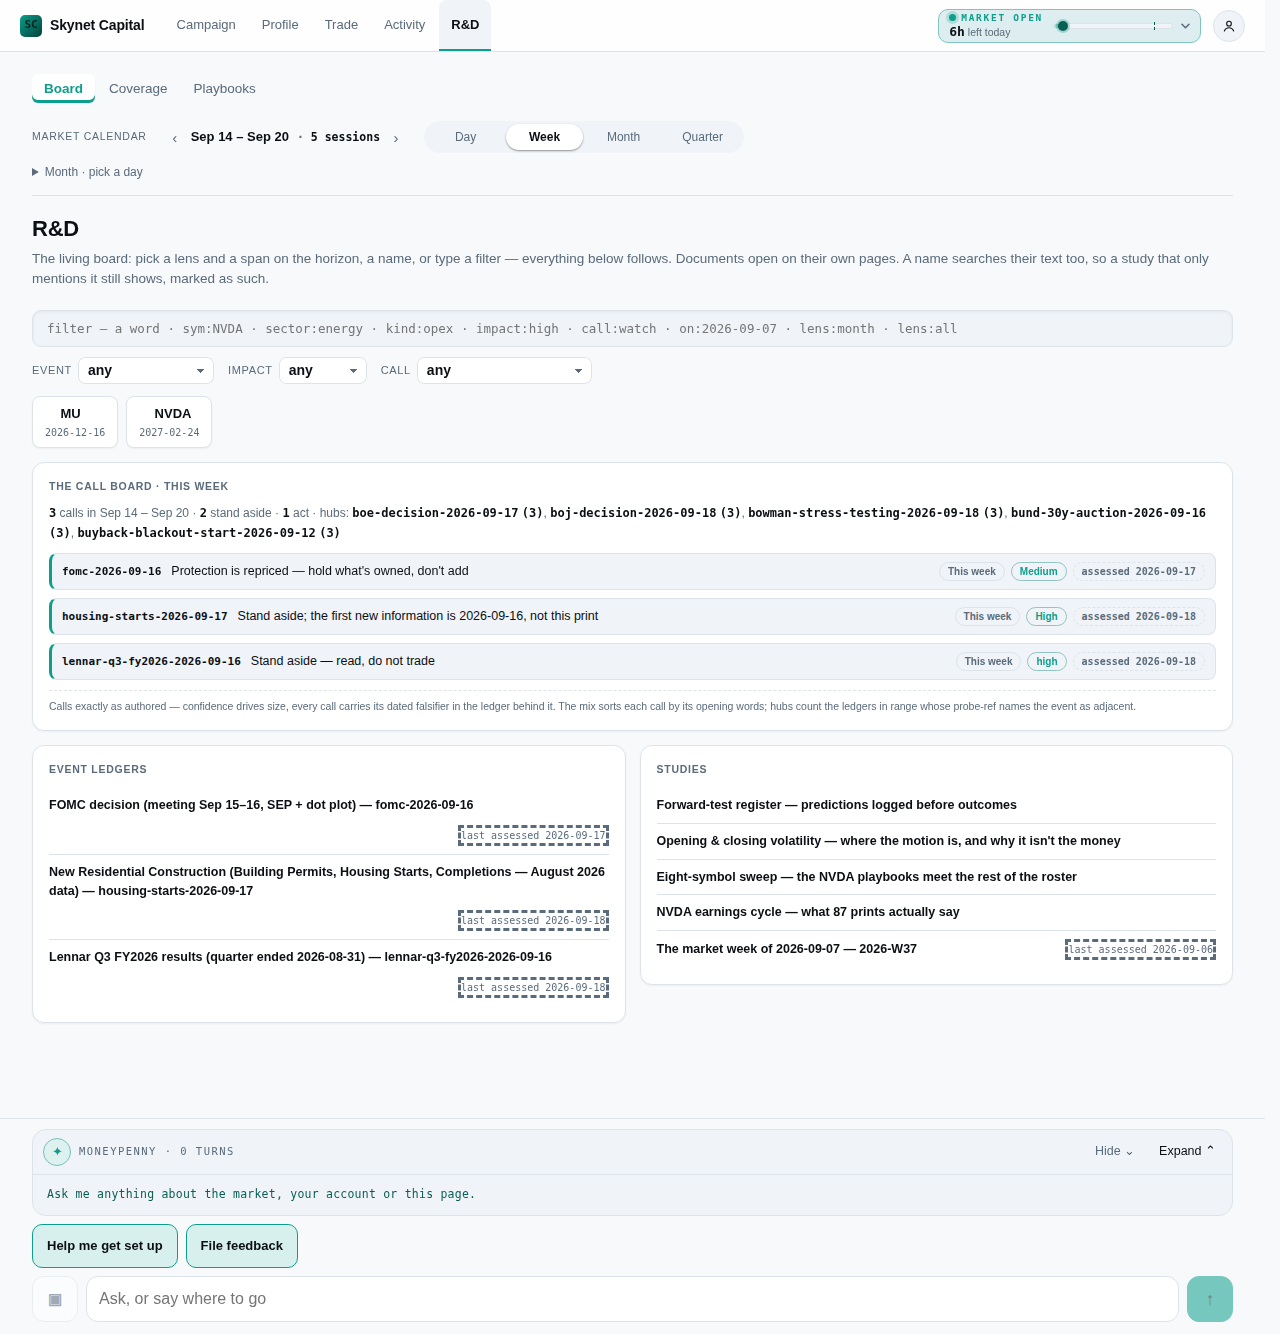 SC Skynet Capital Campaign Profile Trade Activity R&D MARKET OPEN
6h left today
Board Coverage Playbooks
MARKET CALENDAR ‹ Sep 14 – Sep 20 · 5 sessions › Day Week Month Quarter
▶ Month · pick a day
R&D
The living board: pick a lens and a span on the horizon, a name, or type a filter — everything below follows. Documents open on their own pages. A name searches their text too, so a study that only
mentions it still shows, marked as such.
filter — a word · sym:NVDA · sector:energy · kind:opex · impact:high · call:watch · on:2026-09-07 · lens:month · lens:all
EVENT any IMPACT any CALL any
MU NVDA
2026-12-16 2027-02-24
THE CALL BOARD · THIS WEEK
3 calls in Sep 14 – Sep 20 · 2 stand aside · 1 act · hubs: boe-decision-2026-09-17 (3), boj-decision-2026-09-18 (3), bowman-stress-testing-2026-09-18 (3), bund-30y-auction-2026-09-16
(3), buyback-blackout-start-2026-09-12 (3)
fomc-2026-09-16 Protection is repriced — hold what's owned, don't add This week Medium assessed 2026-09-17
housing-starts-2026-09-17 Stand aside; the first new information is 2026-09-16, not this print This week High assessed 2026-09-18
lennar-q3-fy2026-2026-09-16 Stand aside — read, do not trade This week high assessed 2026-09-18
Calls exactly as authored — confidence drives size, every call carries its dated falsifier in the ledger behind it. The mix sorts each call by its opening words; hubs count the ledgers in range whose probe-ref names the event as adjacent.
EVENT LEDGERS
FOMC decision (meeting Sep 15–16, SEP + dot plot) — fomc-2026-09-16
last assessed 2026-09-17
New Residential Construction (Building Permits, Housing Starts, Completions — August 2026
data) — housing-starts-2026-09-17
last assessed 2026-09-18
Lennar Q3 FY2026 results (quarter ended 2026-08-31) — lennar-q3-fy2026-2026-09-16
last assessed 2026-09-18
STUDIES
Forward-test register — predictions logged before outcomes
Opening & closing volatility — where the motion is, and why it isn't the money
Eight-symbol sweep — the NVDA playbooks meet the rest of the roster
NVDA earnings cycle — what 87 prints actually say
The market week of 2026-09-07 — 2026-W37 last assessed 2026-09-06
MONEYPENNY · 0 TURNS Hide ⌄ Expand ⌃
Ask me anything about the market, your account or this page.
Help me get set up File feedback
Ask, or say where to go ↑